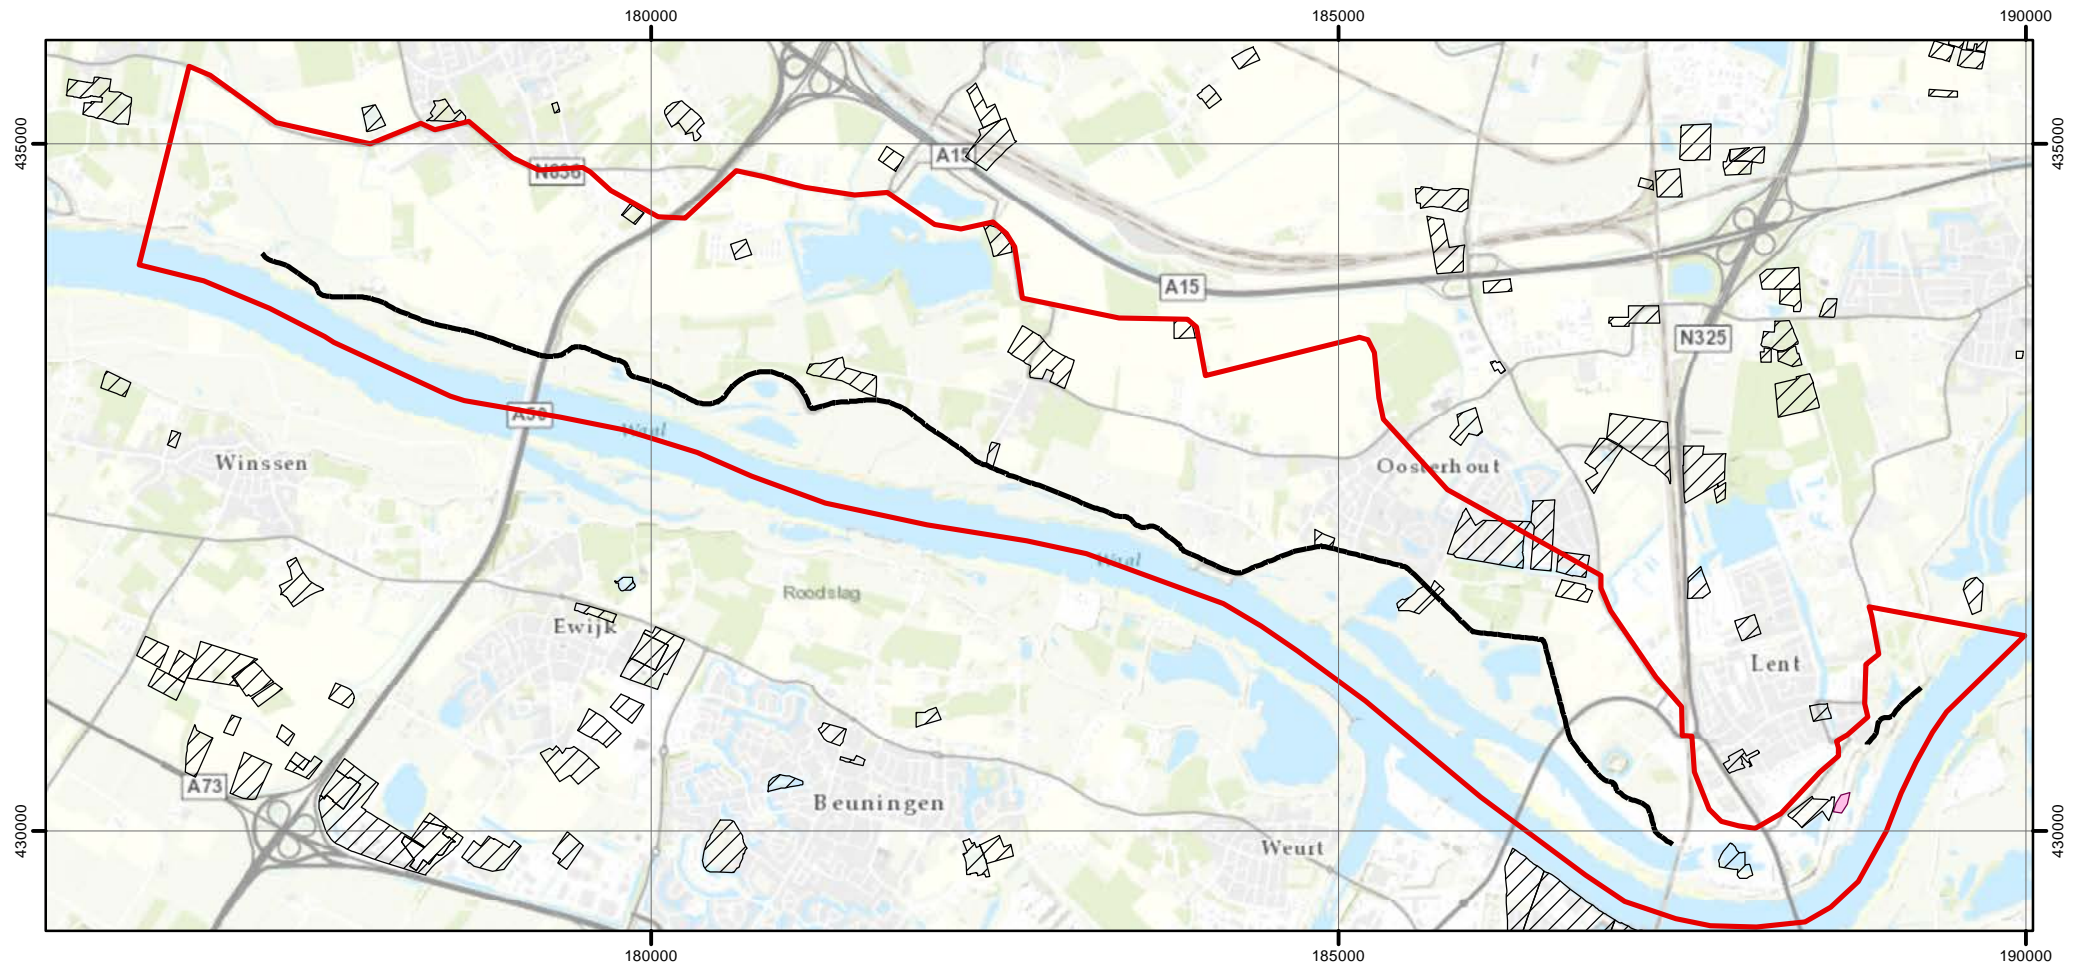 180000
185000
190000
435000
435000
A15
N836
A15
N325
A50
Waal
Winssen
Oosterhout
Waal
Roodslag
Ewijk
Lent
A73
Beuningen
430000
430000
Weurt
180000
185000
190000